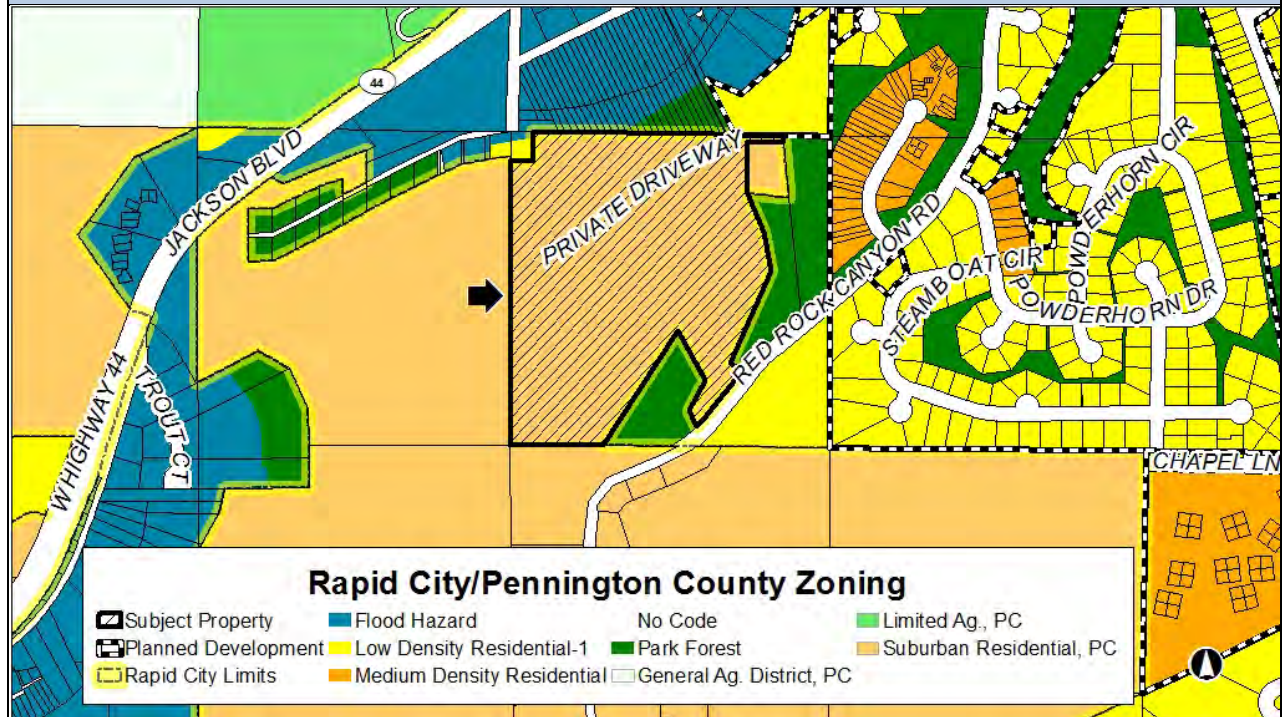 44
JACKSON BLVD
PRIVATE DRIVEWAY
POWDERHORN CIR
RED ROCK CANYON RD
STEAMBOAT CIR
POWDERHORN DR
W HIGHWAY 44
TROUT CT
CHAPEL LN
Rapid City/Pennington County Zoning
Subject Property Flood Hazard No Code Limited Ag., PC
Planned Development Low Density Residential-1 Park Forest Suburban Residential, PC
Rapid City Limits Medium Density Residential General Ag. District, PC